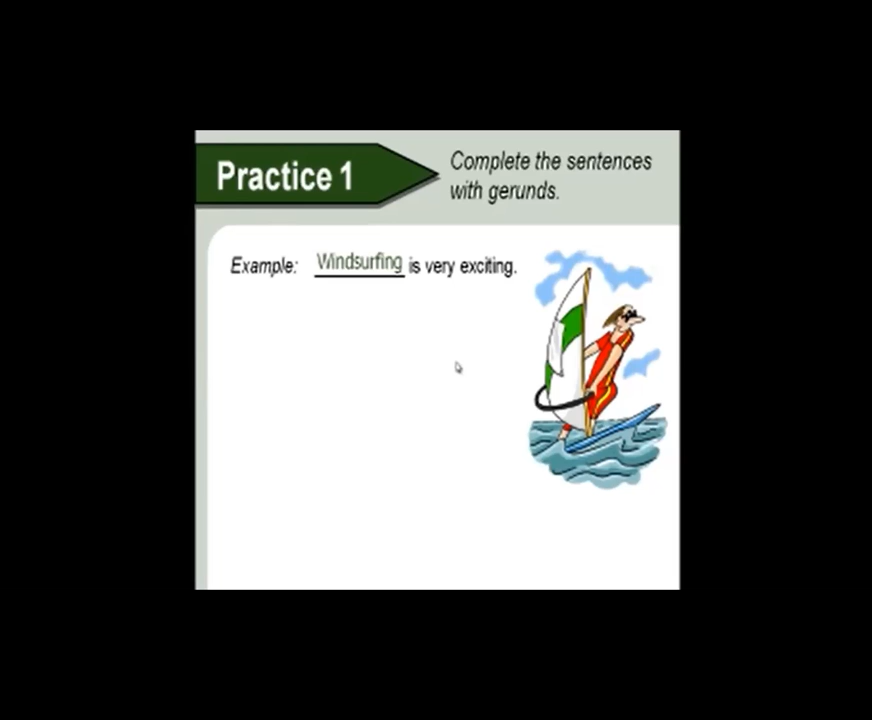 Practice 1
Complete the sentences
with gerunds.
Example: Windsurfing is very exciting.